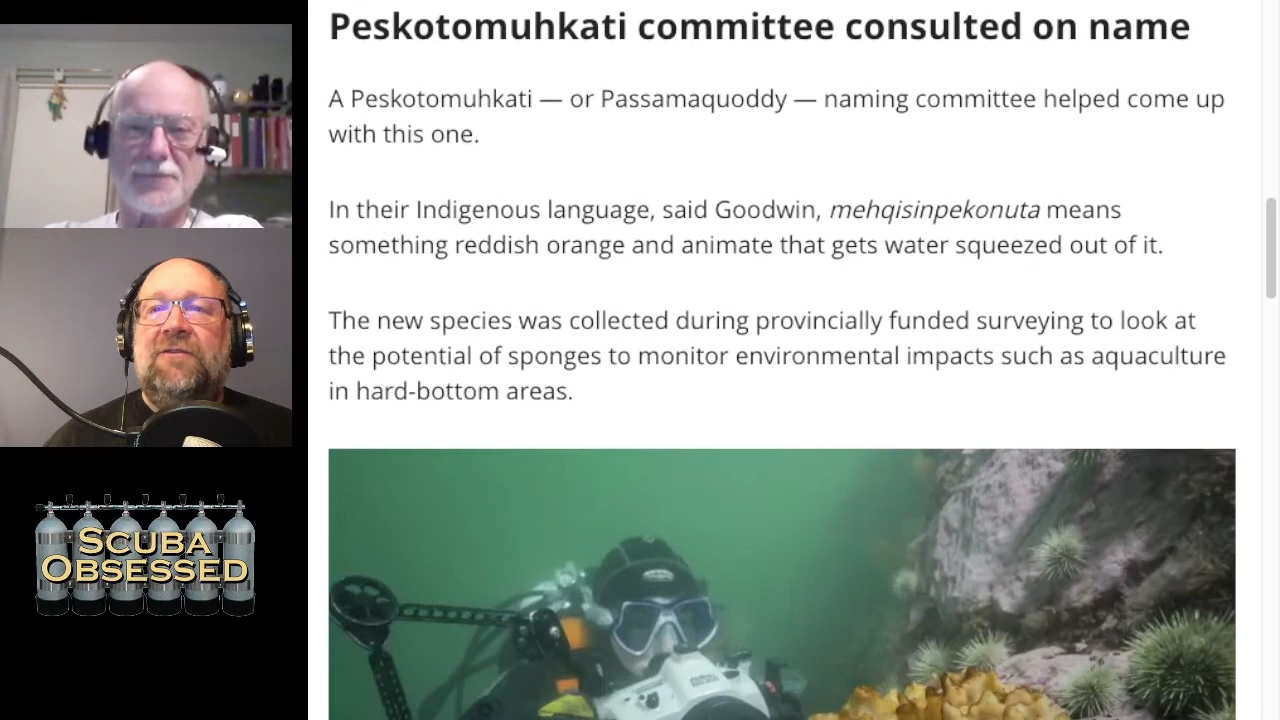 Peskotomuhkati committee consulted on name
A Peskotomuhkati — or Passamaquoddy — naming committee helped come up
with this one.
In their Indigenous language, said Goodwin, mehqisinpekonuta means
something reddish orange and animate that gets water squeezed out of it.
The new species was collected during provincially funded surveying to look at
the potential of sponges to monitor environmental impacts such as aquaculture
in hard-bottom areas.
SCUBA
OBSESSED